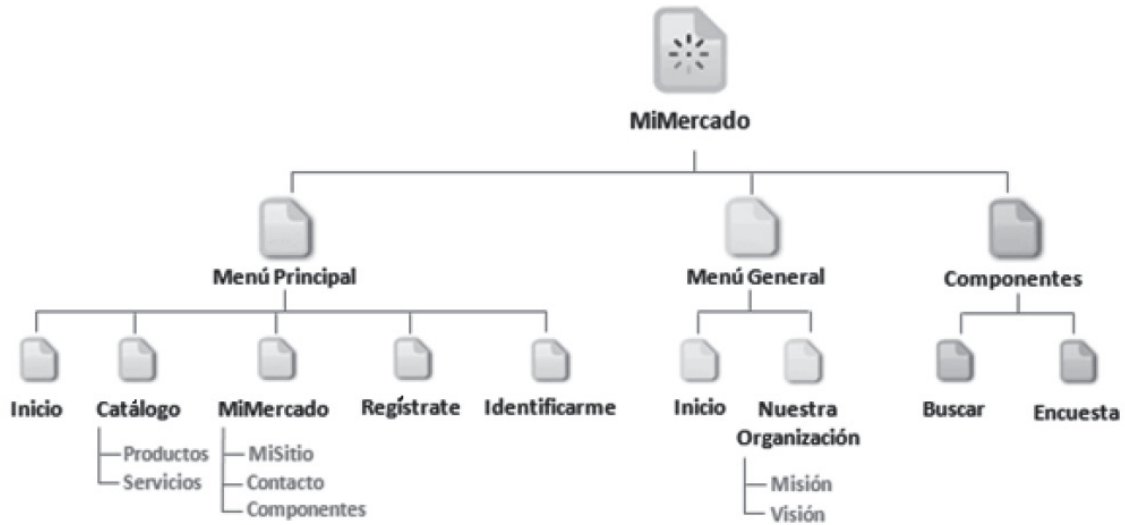 MiMercado
Menú Principal
Menú General
Componentes
Inicio
Catálogo
MiMercado
Regístrate
Identificarme
Inicio
Nuestra
Organización
Buscar
Encuesta
Productos
Servicios
MiSitio
Contacto
Componentes
Misión
Visión